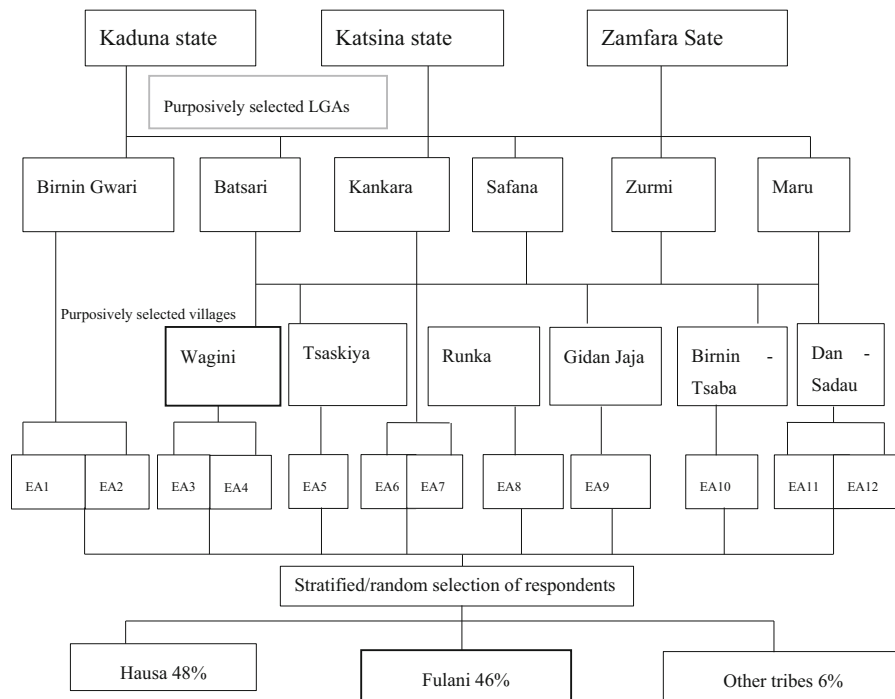 Kaduna state
Katsina state
Zamfara Sate
Purposively selected LGAs
Birnin Gwari
Batsari
Kankara
Safana
Zurmi
Maru
Purposively selected villages
Wagini
Tsaskiya
Runka
Gidan Jaja
Birnin -
Tsaba
Dan -
Sadau
EA1
EA2
EA3
EA4
EA5
EA6
EA7
EA8
EA9
EA10
EA11
EA12
Stratified/random selection of respondents
Hausa 48%
Fulani 46%
Other tribes 6%